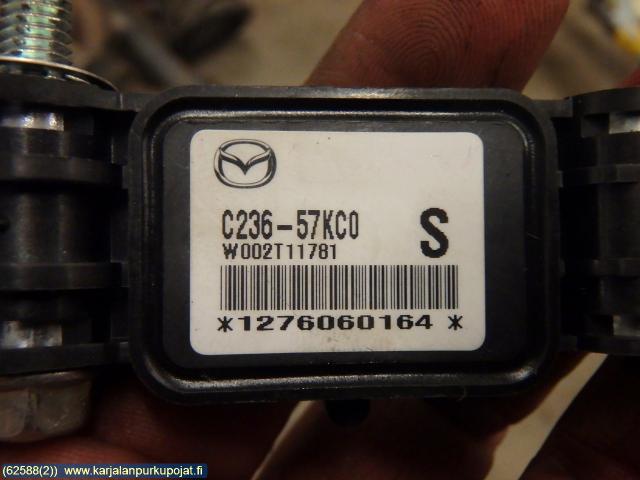 C236-57KC0
S
W002T11781
*1276060164*
(62588(2)) www.karjalanpurkupojat.fi